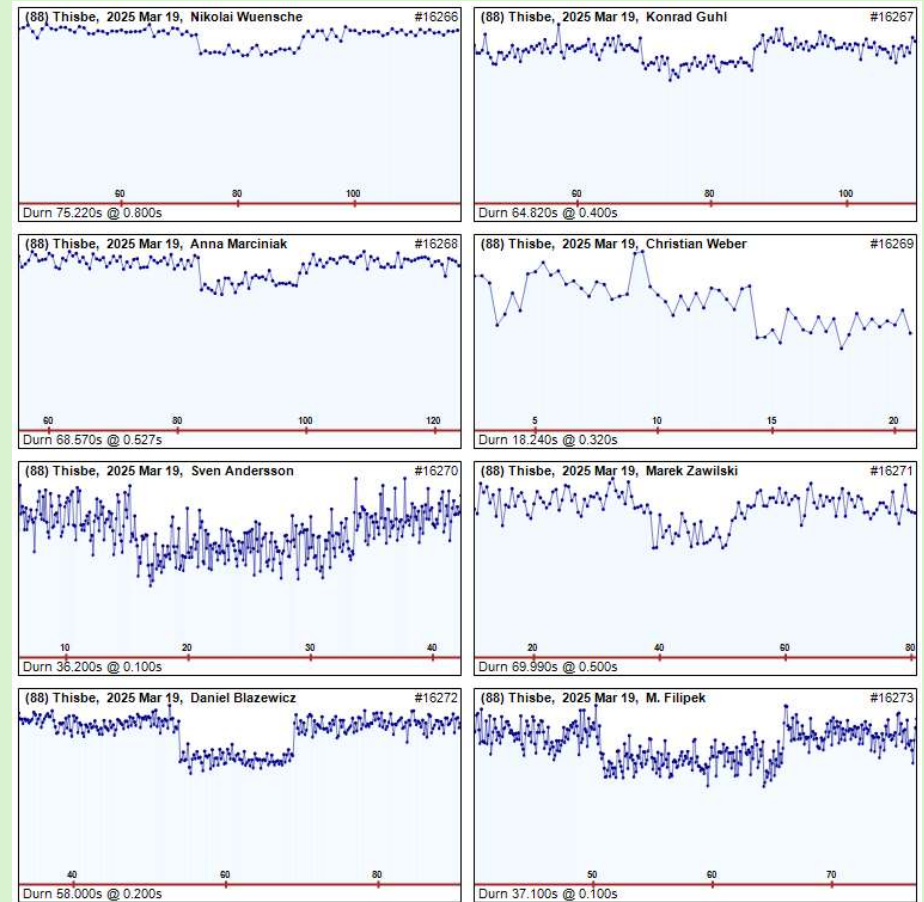 (88) Thisbe, 2025 Mar 19, Nikolai Wuensche #16266
60 80 100
Durn 75.220s @ 0.800s
(88) Thisbe, 2025 Mar 19, Konrad Guhl #16267
60 80 100
Durn 64.820s @ 0.400s
(88) Thisbe, 2025 Mar 19, Anna Marciniak #16268
60 80 100 120
Durn 68.570s @ 0.527s
(88) Thisbe, 2025 Mar 19, Christian Weber #16269
5 10 15 20
Durn 18.240s @ 0.320s
(88) Thisbe, 2025 Mar 19, Sven Andersson #16270
10 20 30 40
Durn 36.200s @ 0.100s
(88) Thisbe, 2025 Mar 19, Marek Zawilski #16271
20 40 60 80
Durn 69.990s @ 0.500s
(88) Thisbe, 2025 Mar 19, Daniel Blazewicz #16272
40 60 80
Durn 58.000s @ 0.200s
(88) Thisbe, 2025 Mar 19, M. Filipek #16273
50 60 70
Durn 37.100s @ 0.100s